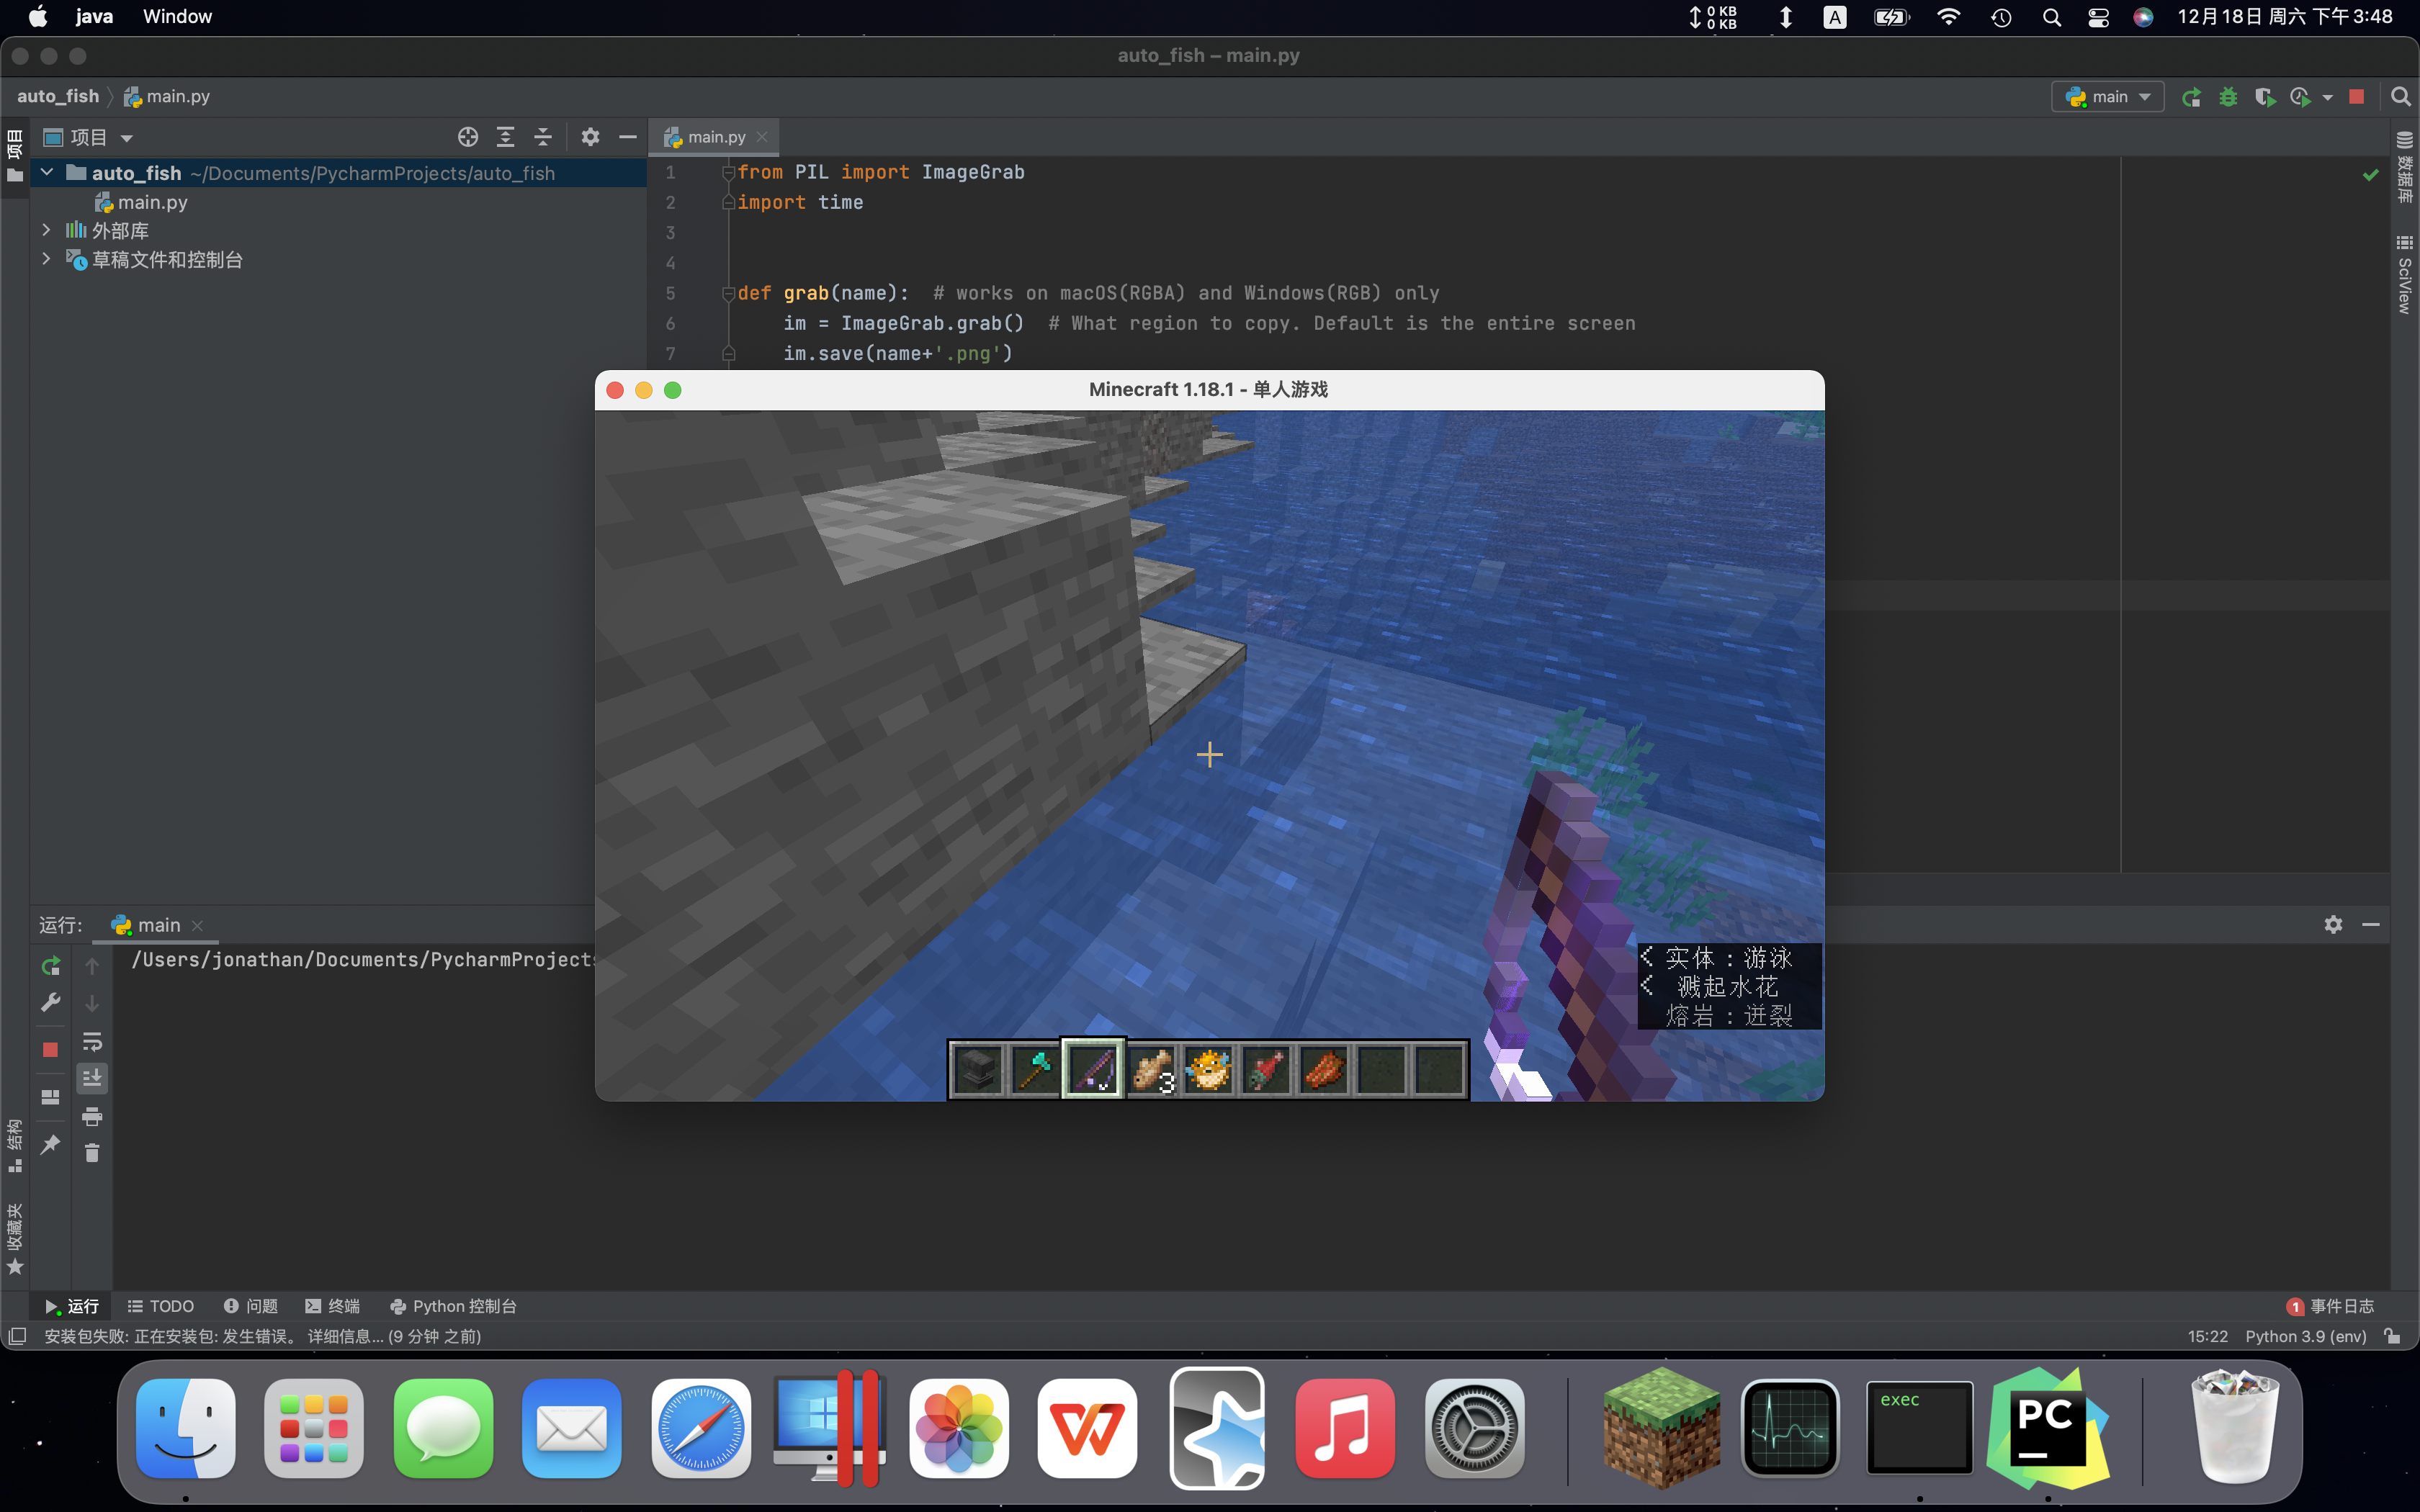 java Window 0 KB A 12月18日 周六 下午3:48
0 KB
auto_fish – main.py
auto_fish main.py main
项目 main.py
auto_fish ~/Documents/PycharmProjects/auto_fish
main.py
外部库
草稿文件和控制台
项目
1 from PIL import ImageGrab
2 import time
3
4
5 def grab(name): # works on macOS(RGBA) and Windows(RGB) only
6 im = ImageGrab.grab() # What region to copy. Default is the entire screen
7 im.save(name+'.png')
数据库
SciView
Minecraft 1.18.1 - 单人游戏
< 实体：游泳
< 溅起水花
熔岩：迸裂
3
运行: main
/Users/jonathan/Documents/PycharmProjects
结构
收藏夹
运行 TODO 问题 终端 Python 控制台 1 事件日志
安装包失败: 正在安装包: 发生错误。 详细信息... (9 分钟 之前) 15:22 Python 3.9 (env)
exec
PC